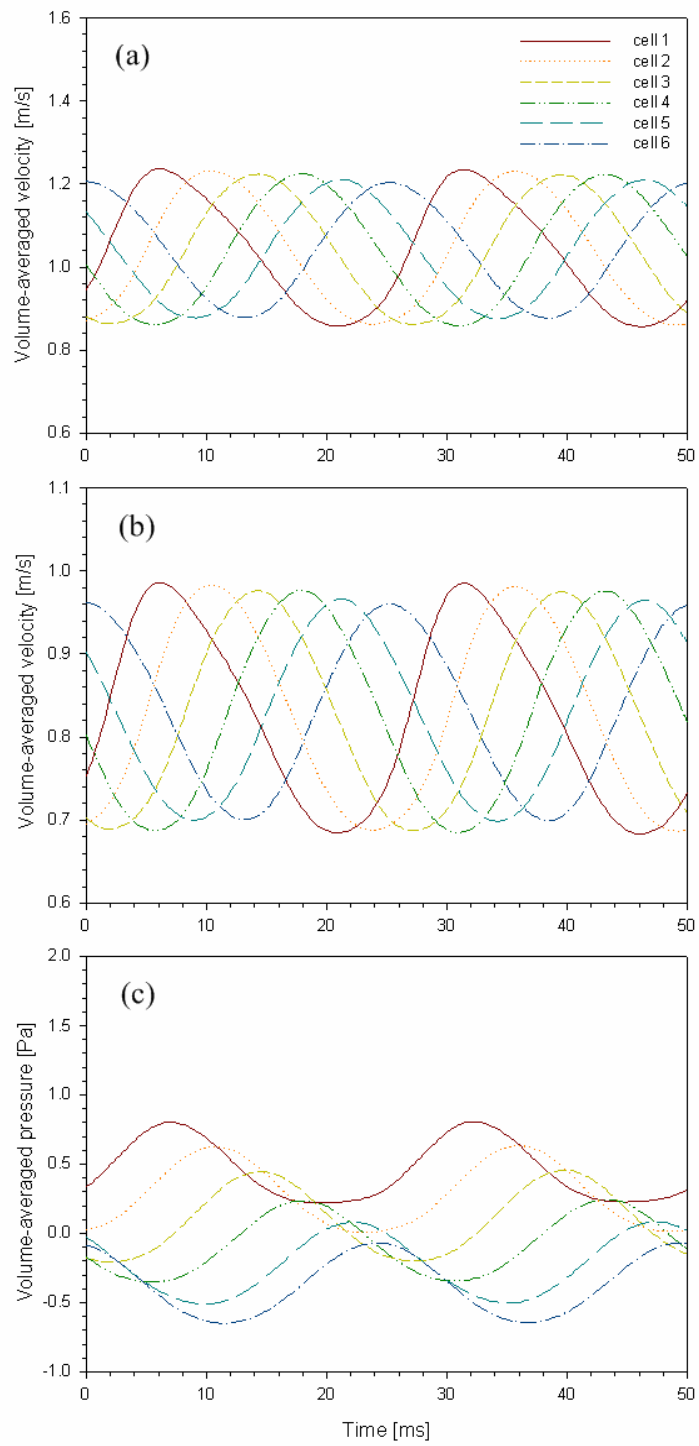 (a)
cell 1
cell 2
cell 3
cell 4
cell 5
cell 6
Volume-averaged velocity [m/s]
1.6
1.4
1.2
1.0
0.8
0.6
0 10 20 30 40 50
(b)
Volume-averaged velocity [m/s]
1.1
1.0
0.9
0.8
0.7
0.6
0 10 20 30 40 50
(c)
Volume-averaged pressure [Pa]
2.0
1.5
1.0
0.5
0.0
-0.5
-1.0
0 10 20 30 40 50
Time [ms]